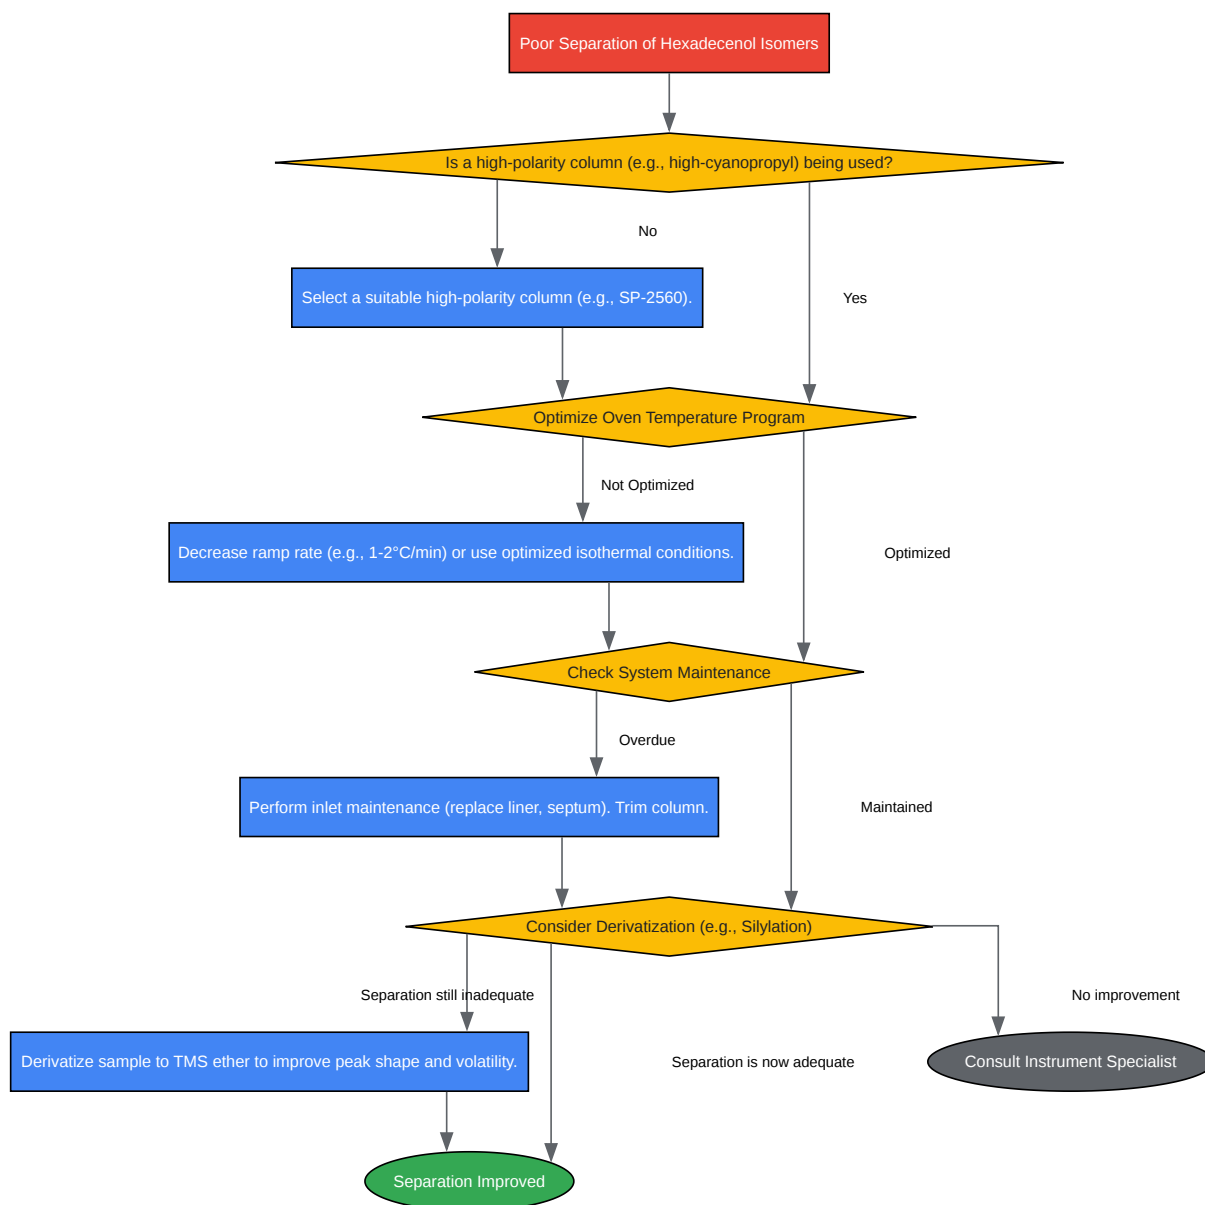 Poor Separation of Hexadecenol Isomers
Is a high-polarity column (e.g., high-cyanopropyl) being used?
No
Select a suitable high-polarity column (e.g., SP-2560).
Yes
Optimize Oven Temperature Program
Not Optimized
Decrease ramp rate (e.g., 1-2°C/min) or use optimized isothermal conditions.
Optimized
Check System Maintenance
Overdue
Perform inlet maintenance (replace liner, septum). Trim column.
Maintained
Consider Derivatization (e.g., Silylation)
Separation still inadequate
No improvement
Derivatize sample to TMS ether to improve peak shape and volatility.
Separation is now adequate
Consult Instrument Specialist
Separation Improved